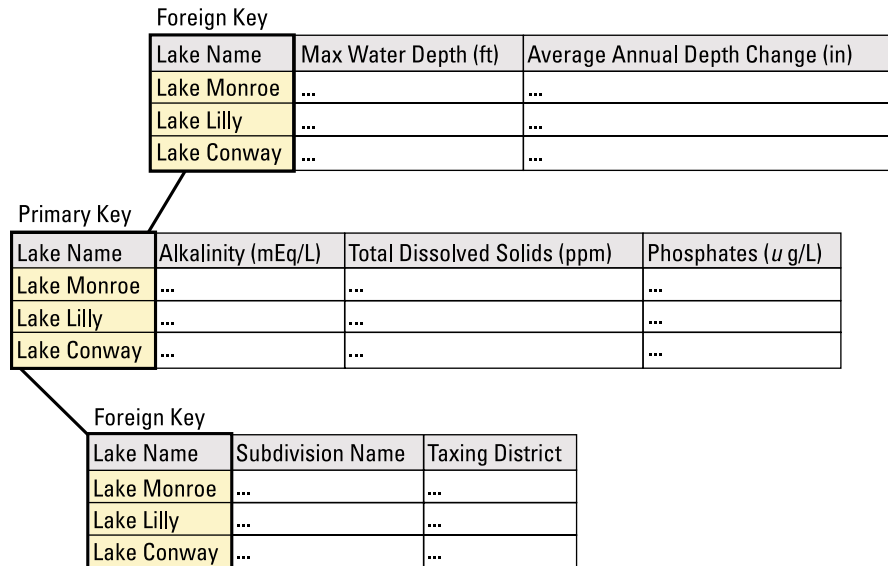 Foreign Key
Lake Name Max Water Depth (ft) Average Annual Depth Change (in)
Lake Monroe ... ...
Lake Lilly ... ...
Lake Conway ... ...
Primary Key
Lake Name Alkalinity (mEq/L) Total Dissolved Solids (ppm) Phosphates (u g/L)
Lake Monroe ... ... ...
Lake Lilly ... ... ...
Lake Conway ... ... ...
Foreign Key
Lake Name Subdivision Name Taxing District
Lake Monroe ... ...
Lake Lilly ... ...
Lake Conway ... ...